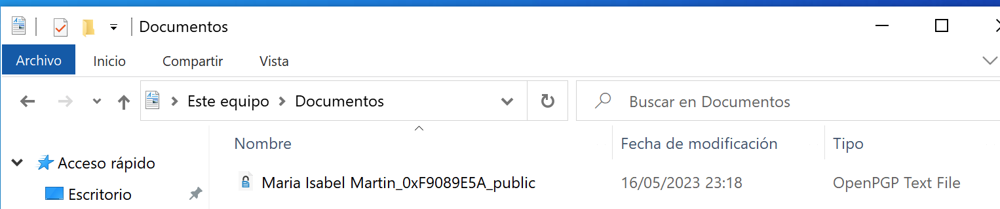 Documentos
Archivo Inicio Compartir Vista
Este equipo Documentos Buscar en Documentos
Nombre Fecha de modificación Tipo
Acceso rápido
Maria Isabel Martin_0xF9089E5A_public 16/05/2023 23:18 OpenPGP Text File
Escritorio